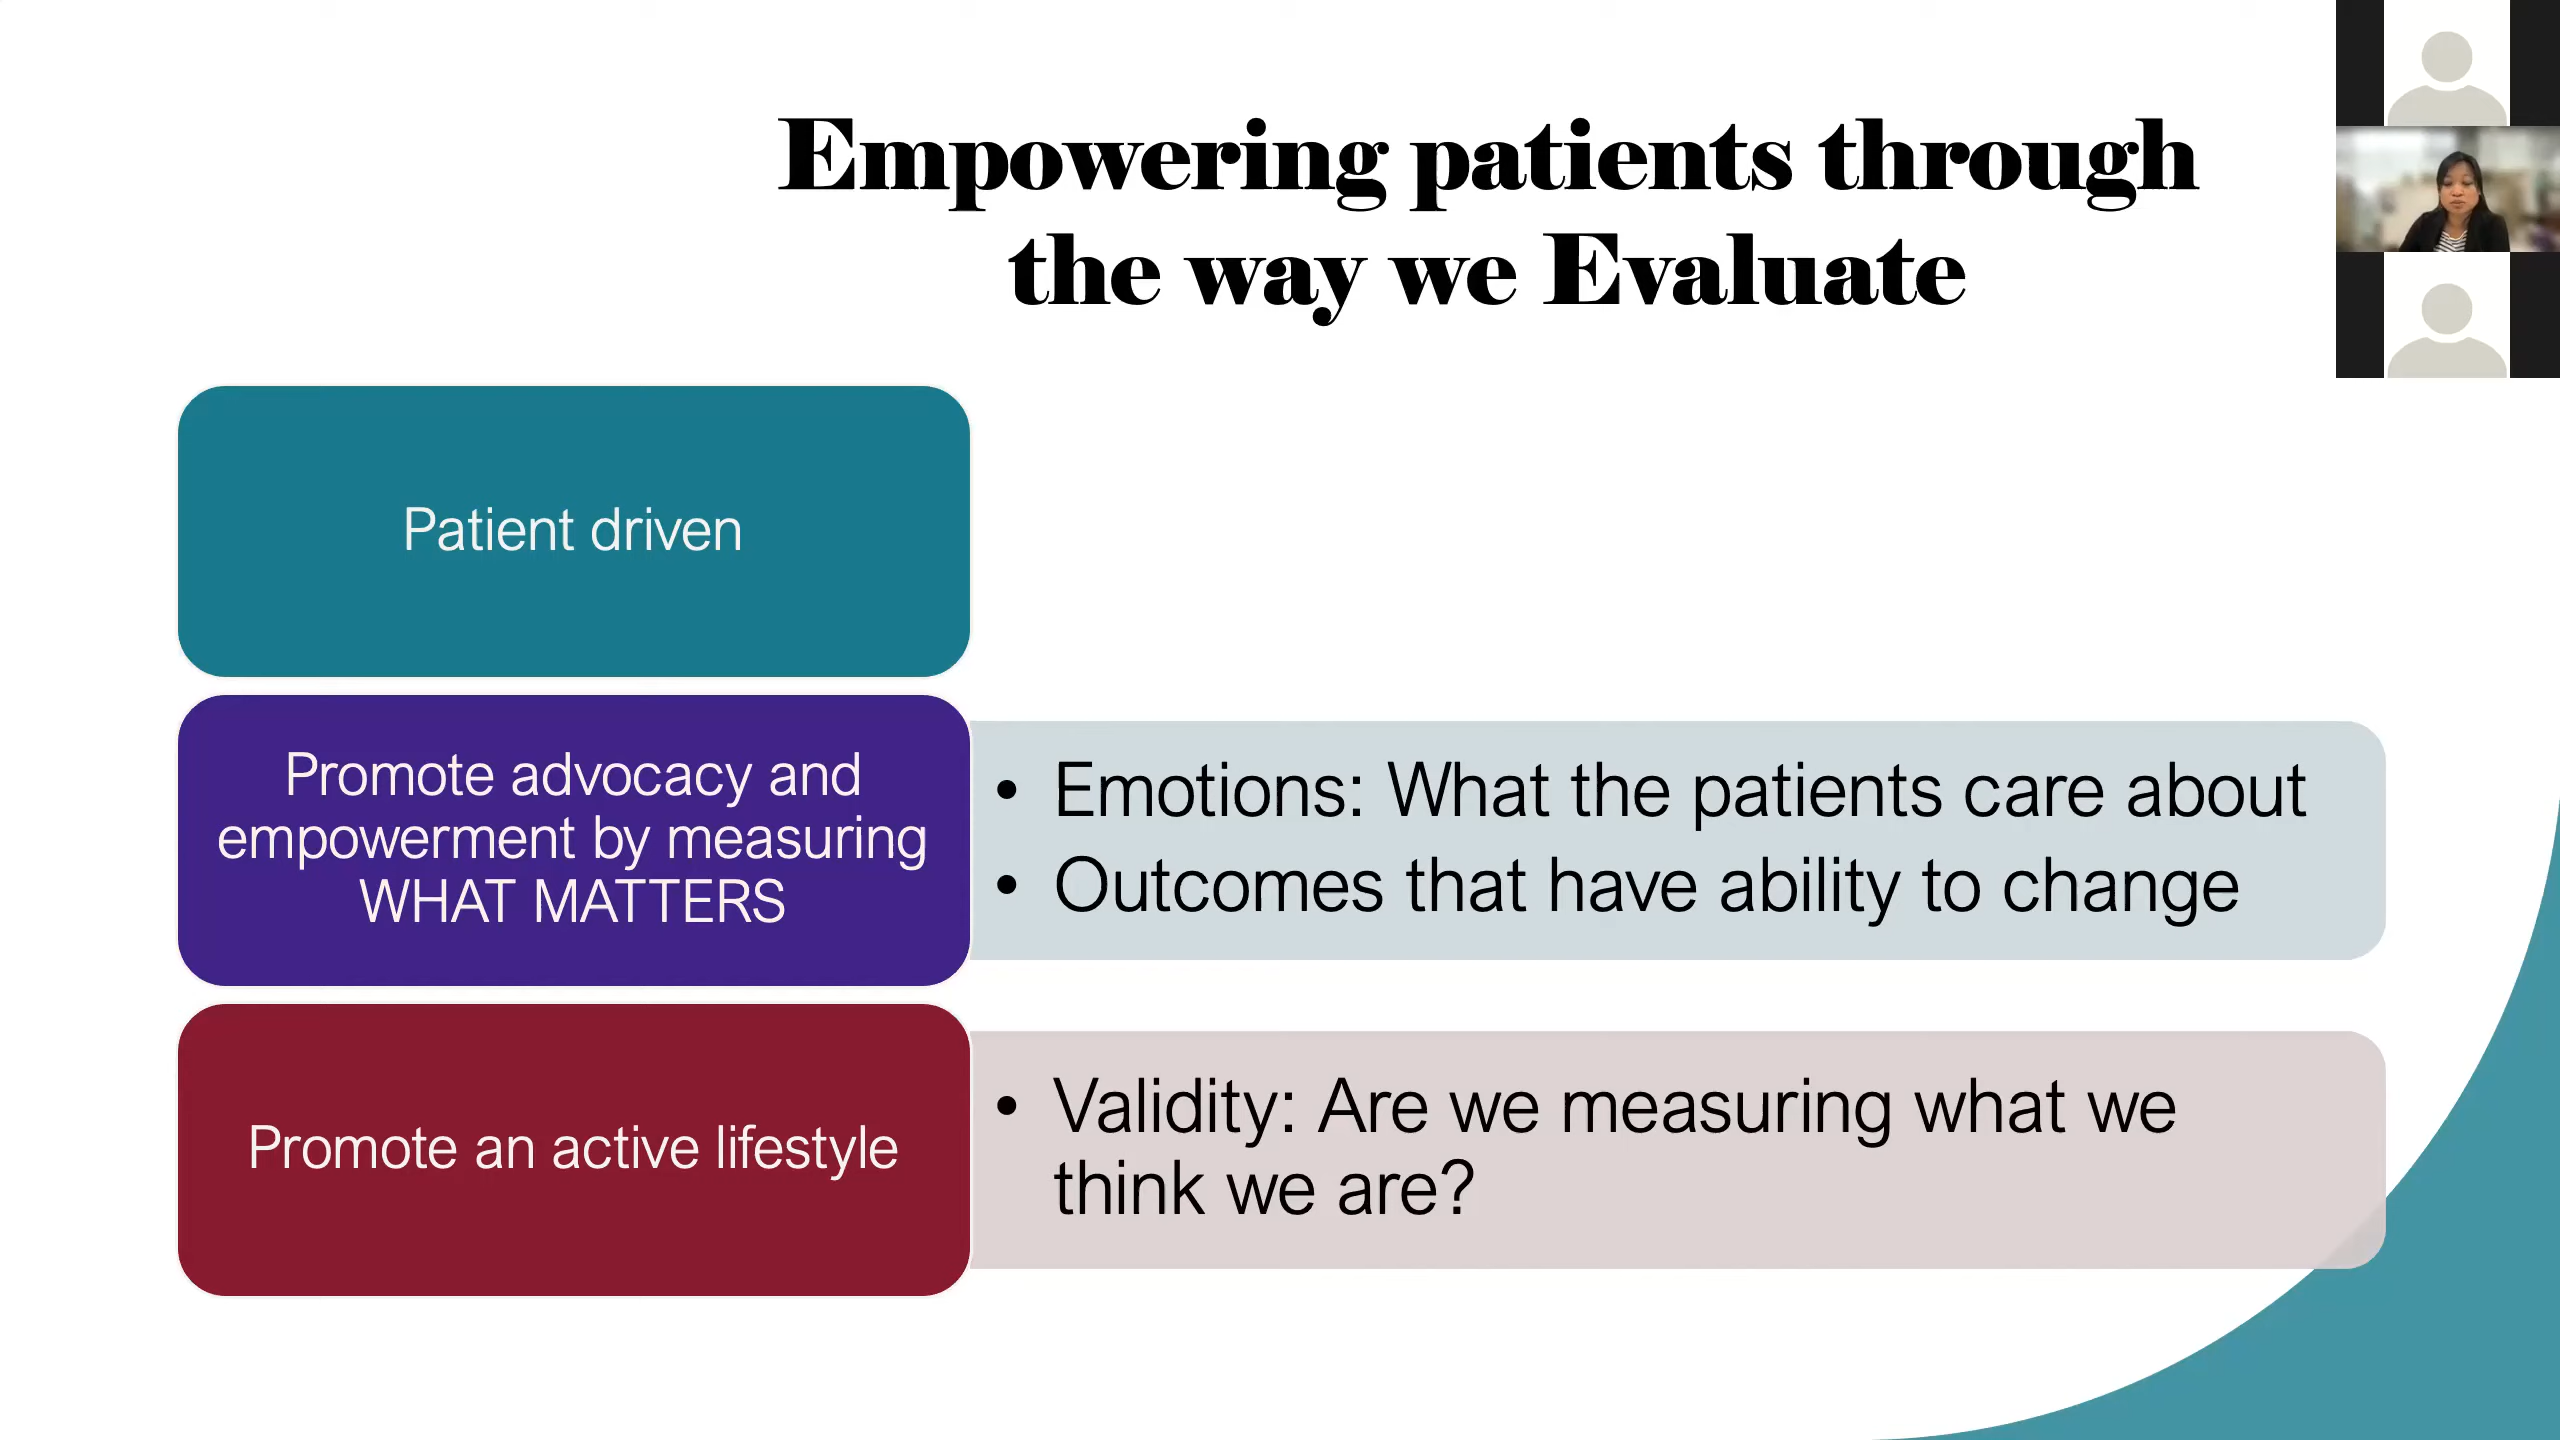 Empowering patients through
the way we Evaluate
Patient driven
Promote advocacy and
empowerment by measuring
WHAT MATTERS
• Emotions: What the patients care about
• Outcomes that have ability to change
Promote an active lifestyle
• Validity: Are we measuring what we
think we are?